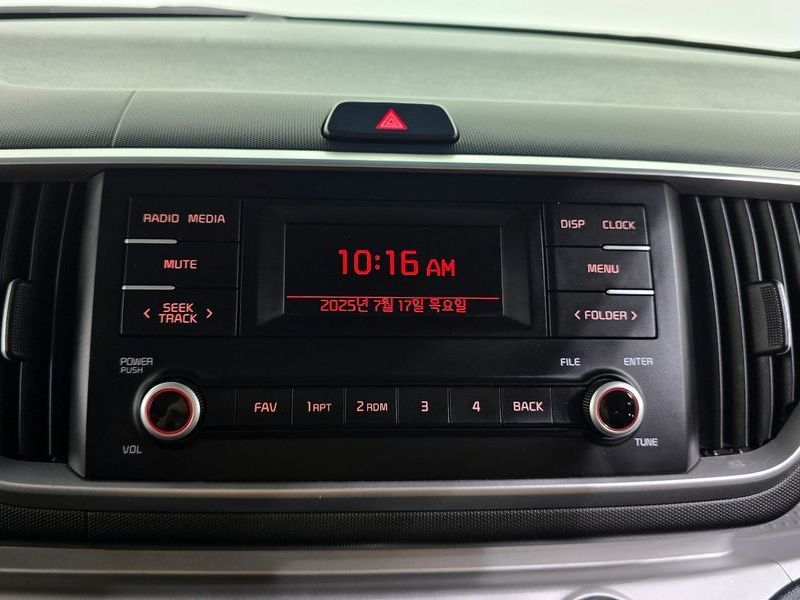 RADIO MEDIA
MUTE
< SEEK TRACK >
POWER
PUSH
VOL
10:16 AM
2025년 7월 17일 목요일
DISP CLOCK
MENU
< FOLDER >
FILE
ENTER
TUNE
FAV
1 RPT
2 RDM
3
4
BACK